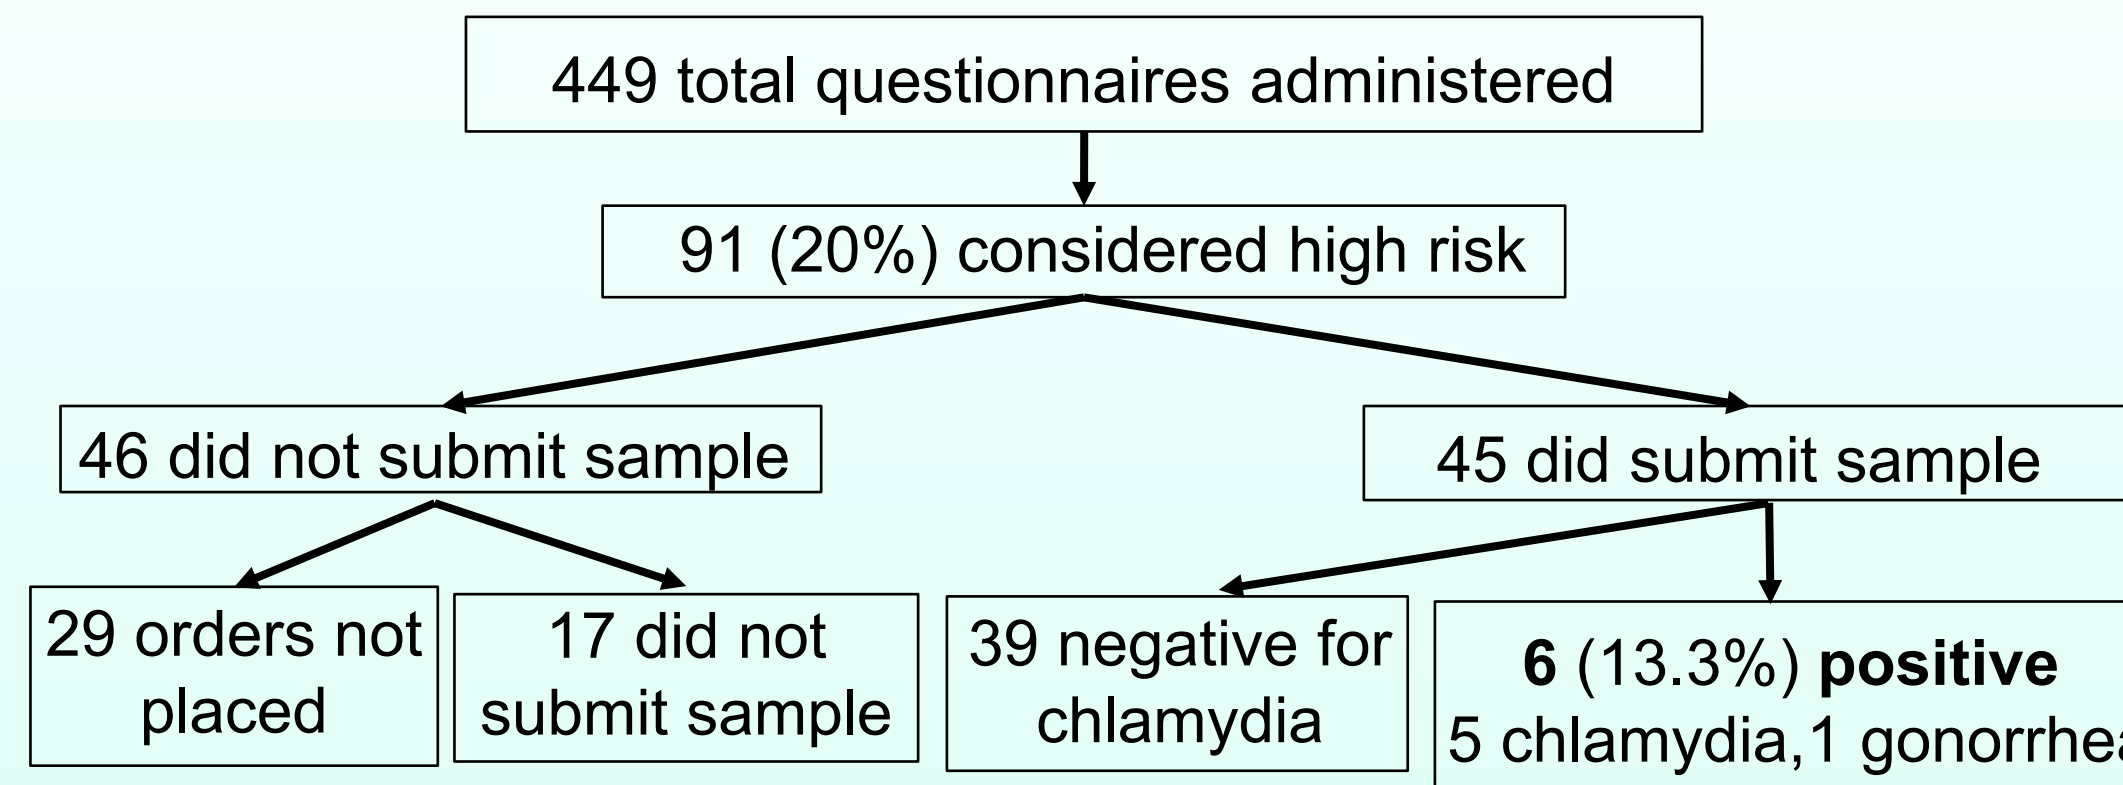 449 total questionnaires administered
91 (20%) considered high risk
46 did not submit sample
45 did submit sample
29 orders not
placed
17 did not
submit sample
39 negative for
chlamydia
6 (13.3%) positive
5 chlamydia,1 gonorrhea